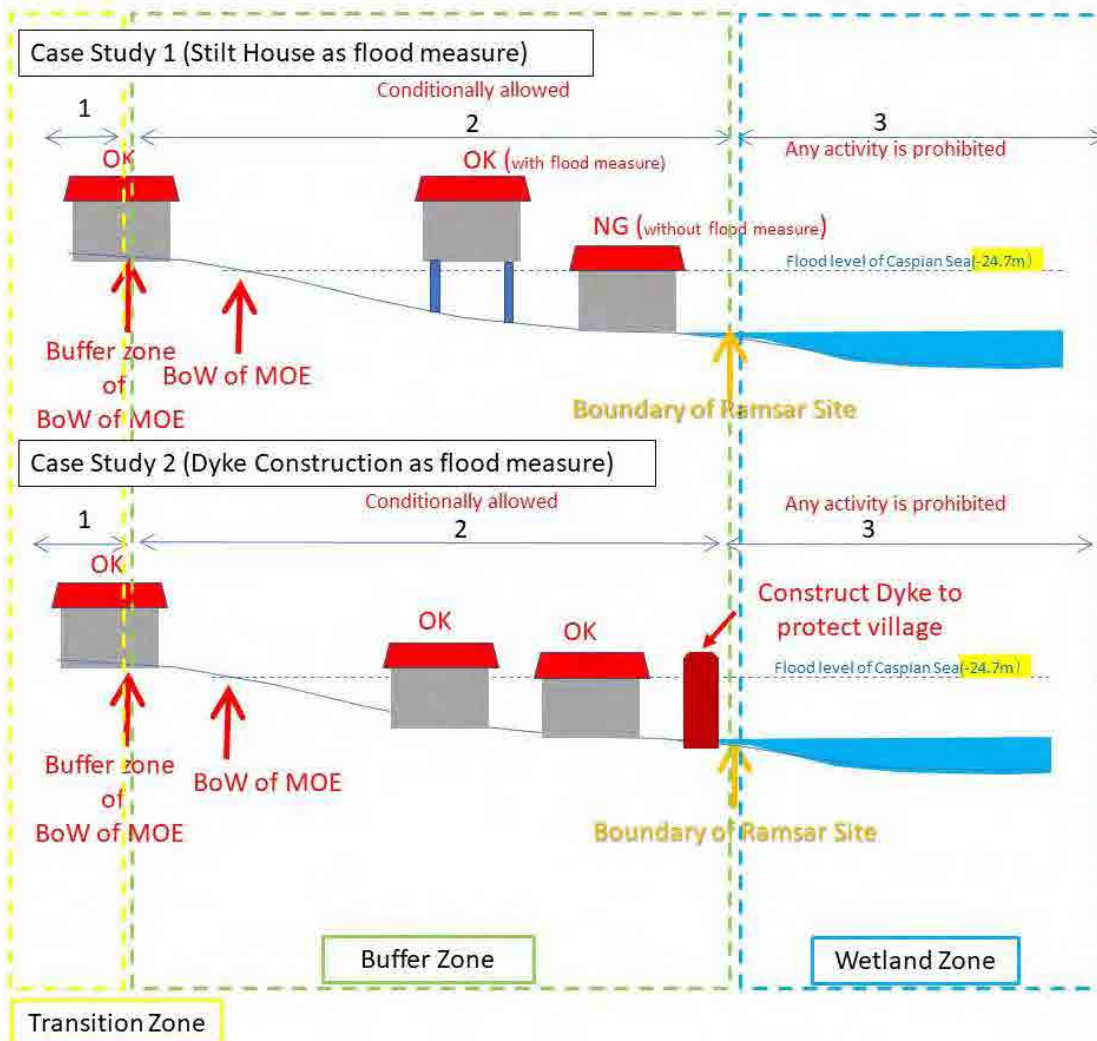 Case Study 1 (Stilt House as flood measure)
Conditionally allowed
1
2
3
Any activity is prohibited
OK
OK (with flood measure)
NG (without flood measure)
Flood level of Caspian Sea(-24.7m)
Buffer zone
of
BoW of MOE
BoW of MOE
Boundary of Ramsar Site
Case Study 2 (Dyke Construction as flood measure)
Conditionally allowed
Any activity is prohibited
1
2
3
OK
OK
OK
Construct Dyke to
protect village
Flood level of Caspian Sea(-24.7m)
Buffer zone
of
BoW of MOE
BoW of MOE
Boundary of Ramsar Site
Buffer Zone
Wetland Zone
Transition Zone